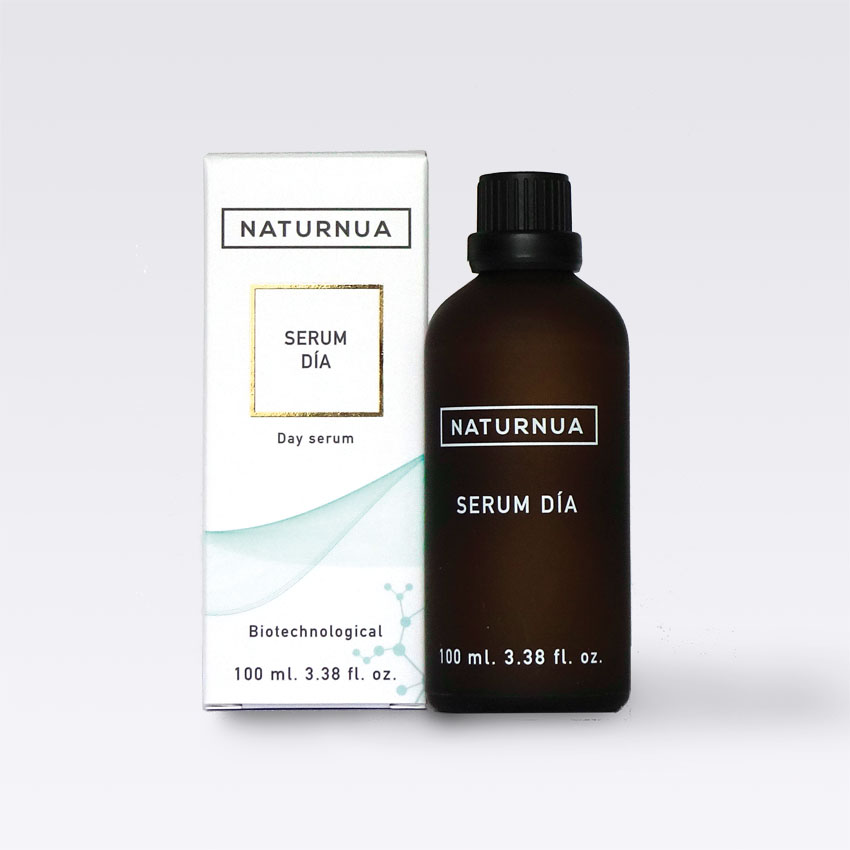 NATURNUA
SERUM
DÍA
Day serum
Biotechnological
100 ml. 3.38 fl. oz.
NATURNUA
SERUM DÍA
100 ml. 3.38 fl. oz.